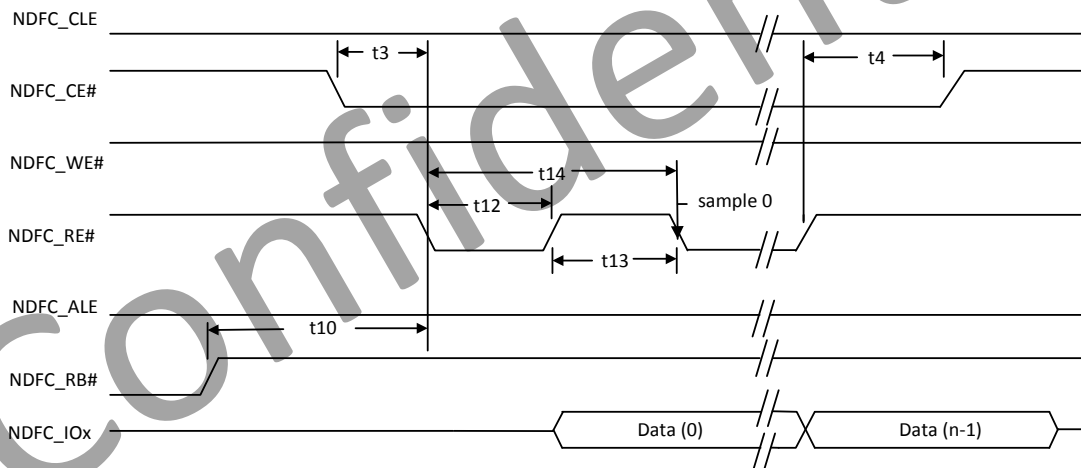 NDFC_CLE
t3
t4
NDFC_CE#
NDFC_WE#
t14
t12
sample 0
NDFC_RE#
t13
NDFC_ALE
t10
NDFC_RB#
NDFC_IOx
Data (0)
Data (n-1)
Confiden